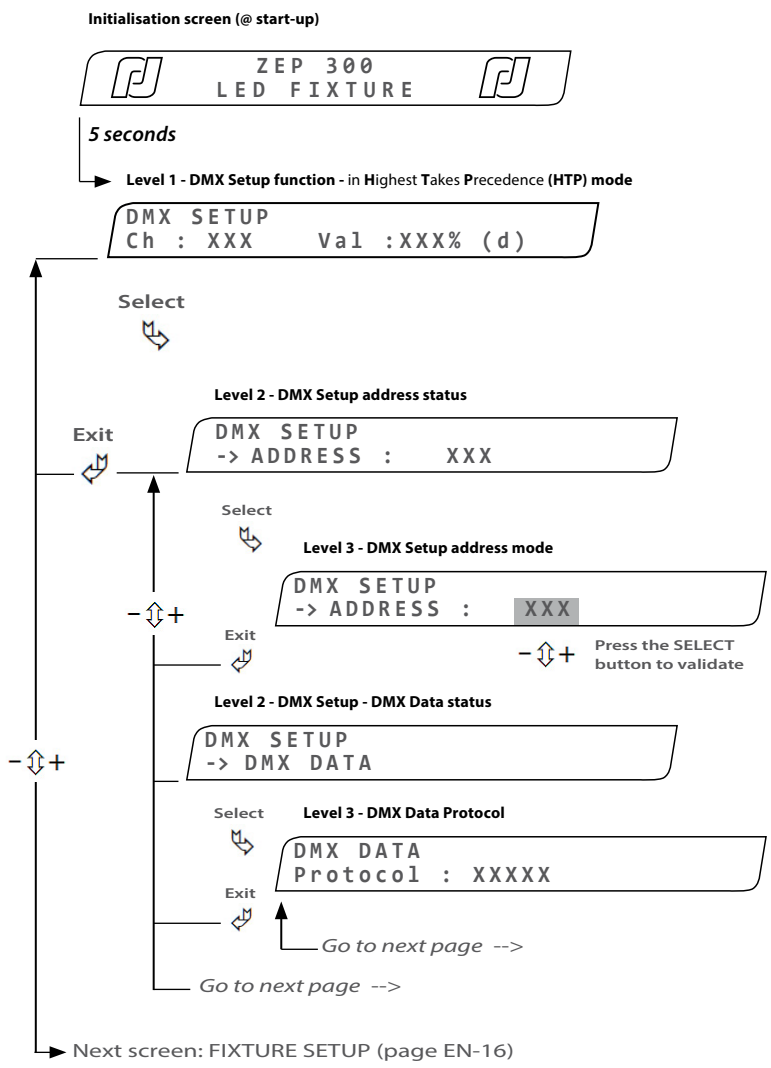 Initialisation screen (@ start-up)
ZEP 300
LED FIXTURE
5 seconds
Level 1 - DMX Setup function - in Highest Takes Precedence (HTP) mode
DMX SETUP
Ch : XXX Val :XXX% (d)
Select
Level 2 - DMX Setup address status
Exit
DMX SETUP
-> ADDRESS : XXX
Select
Level 3 - DMX Setup address mode
DMX SETUP
-> ADDRESS : XXX
- +
Exit
- + Press the SELECT
button to validate
Level 2 - DMX Setup - DMX Data status
DMX SETUP
-> DMX DATA
- +
Select
Level 3 - DMX Data Protocol
DMX DATA
Protocol : XXXXX
Exit
Go to next page -->
Go to next page -->
Next screen: FIXTURE SETUP (page EN-16)